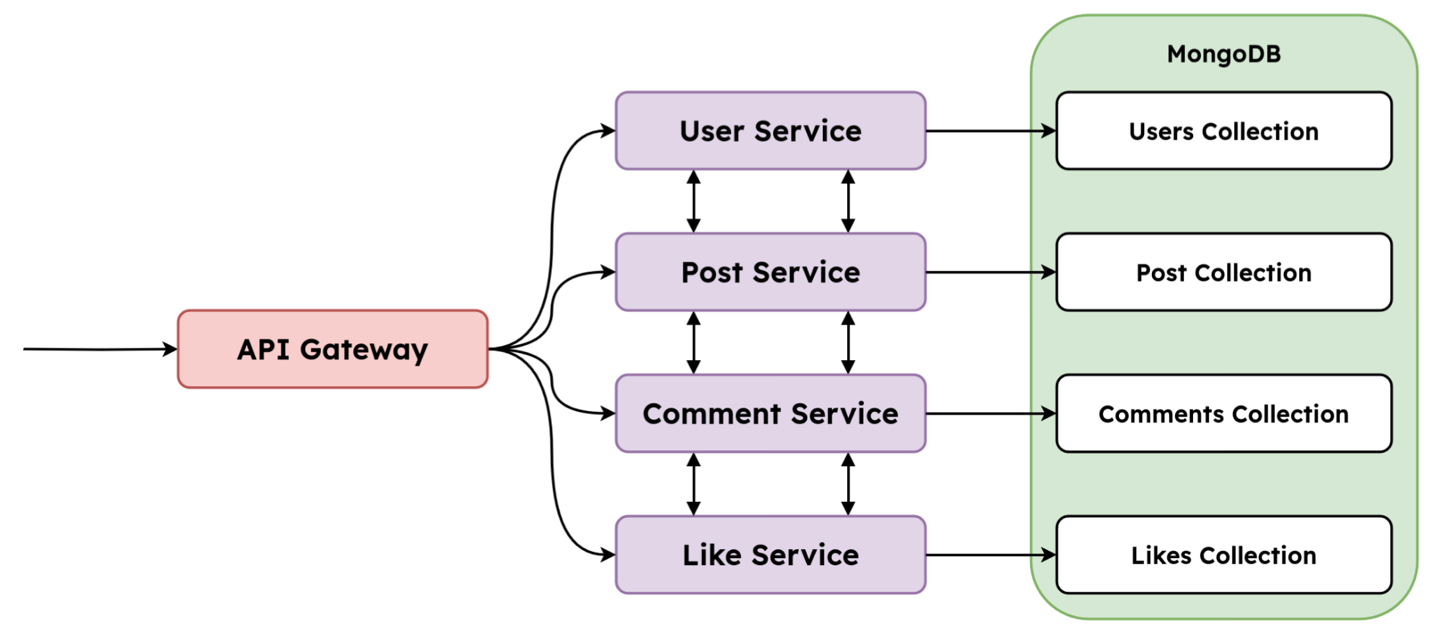 MongoDB
User Service
Users Collection
Post Service
Post Collection
API Gateway
Comment Service
Comments Collection
Like Service
Likes Collection